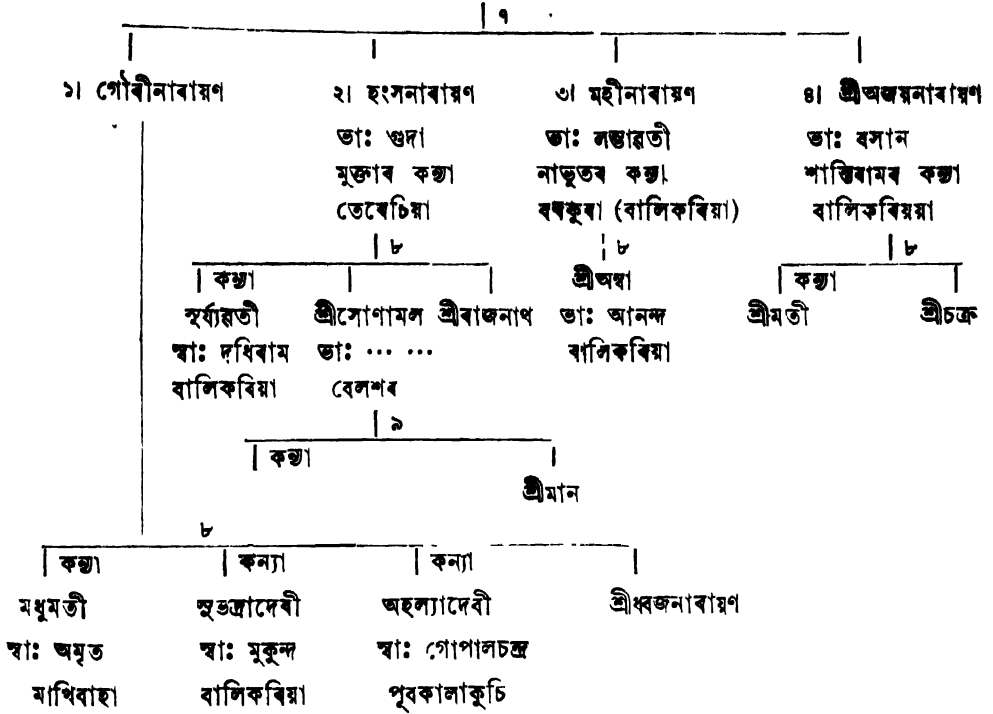 ৭
১। গৌৰীনাৰায়ণ ২। হংসনাৰায়ণ ৩। মহীনাৰায়ণ ৪। শ্ৰীঅজয়নাৰায়ণ
ভাঃ গুদা ভাঃ লম্ভাৱতী ভাঃ বসান
মুক্তাৰ কন্যা নাভুতৰ কন্যা শান্তিৰামৰ কন্যা
তেৰেচিয়া বৰকুৰা (বালিকৰিয়া) বালিকৰিয়য়া
৮ ৮ ৮
কন্যা শ্ৰীঅম্বা কন্যা
সূৰ্য্যৱতী শ্ৰীসোণামল শ্ৰীৰাজনাথ ভাঃ আনন্দ শ্ৰীমতী শ্ৰীচক্ৰ
স্বাঃ দধিৰাম ভাঃ ... ... বালিকৰিয়া
বালিকৰিয়া বেলশৰ
৯
কন্যা
শ্ৰীমান
৮
কন্যা কন্যা কন্যা
মধুমতী সুভদ্ৰাদেৱী অহল্যাদেবী শ্ৰীধ্বজনাৰায়ণ
স্বাঃ অমৃত স্বাঃ মুকুন্দ স্বাঃ গোপালচন্দ্ৰ
মাখিবাহা বালিকৰিয়া পূবকালাকুচি